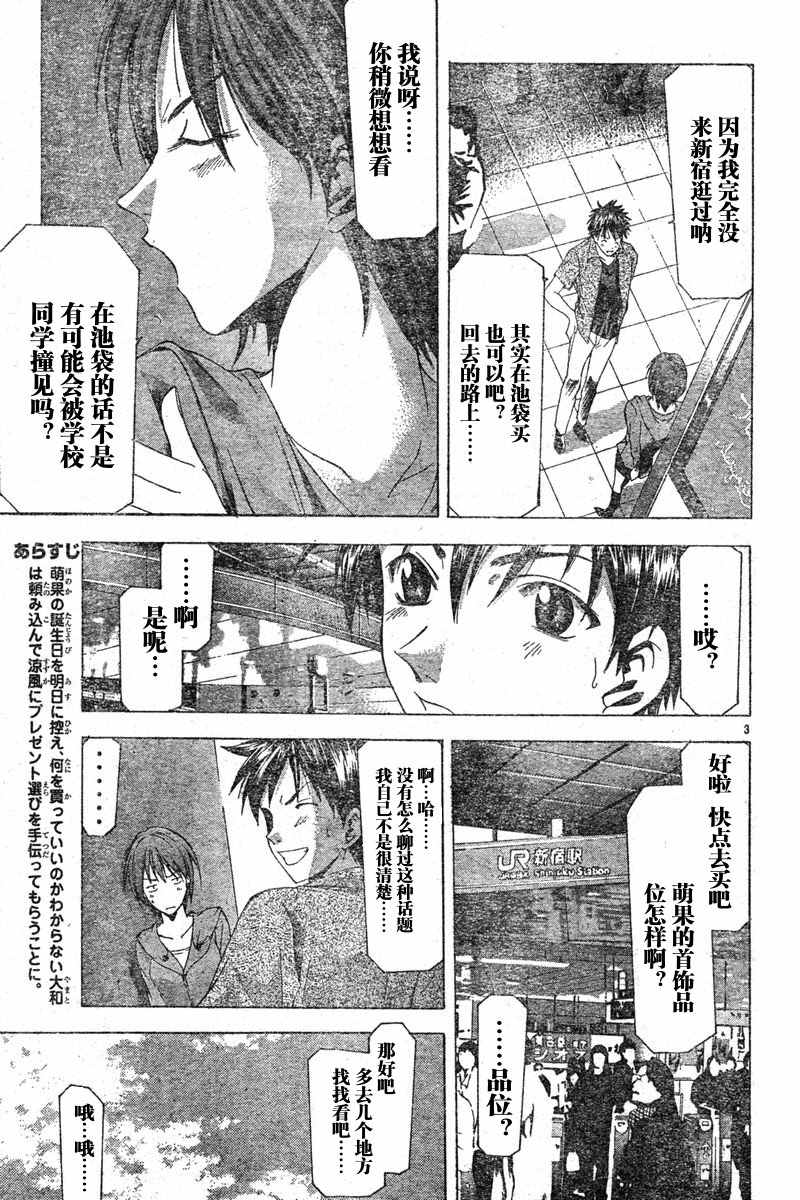 因为我完全没
来新宿逛过呐
其实在池袋买
也可以吧?
回去的路上……
我说呀……
你稍微想想看
在池袋的话不是
有可能会被学校
同学撞见吗?
……
哎?
啊
是呢…
あらすじ
萌果の誕生日を明日に控え、何を買っていいのかわからない大和
は頼み込んで涼風にプレゼント選びを手伝ってもらうことに。
3
好啦 快点去买吧
萌果的首饰品
位怎样啊?
JR新宿駅
Shinjuku Station
……品位?
啊…哈……
没有怎么聊过这种话题
我自己不是很清楚……
……
那好吧
多去几个地方
找找看吧……
哦…哦……